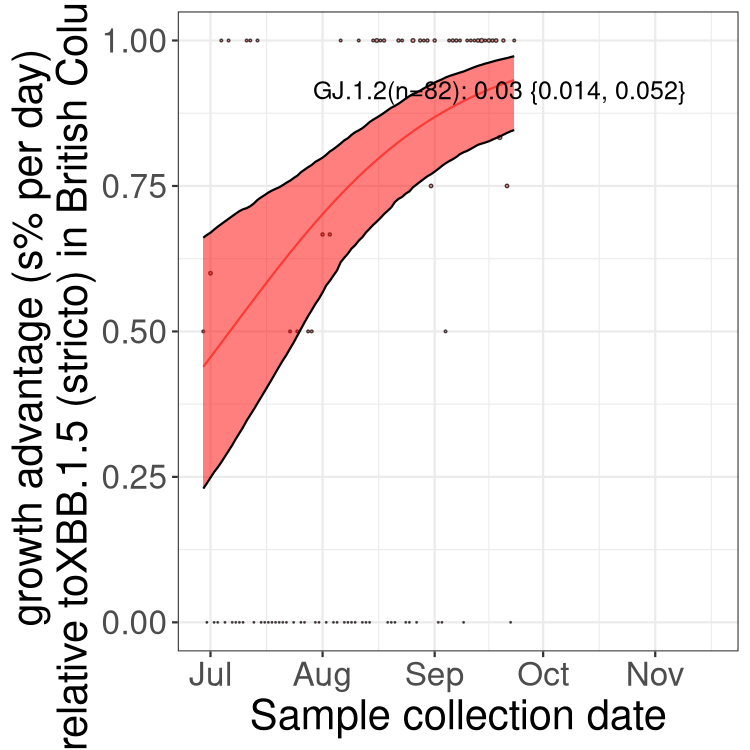 growth advantage (s% per day)
relative toXBB.1.5 (stricto) in British Colu
1.00
0.75
0.50
0.25
0.00
GJ.1.2(n=82): 0.03 {0.014, 0.052}
Jul Aug Sep Oct Nov
Sample collection date